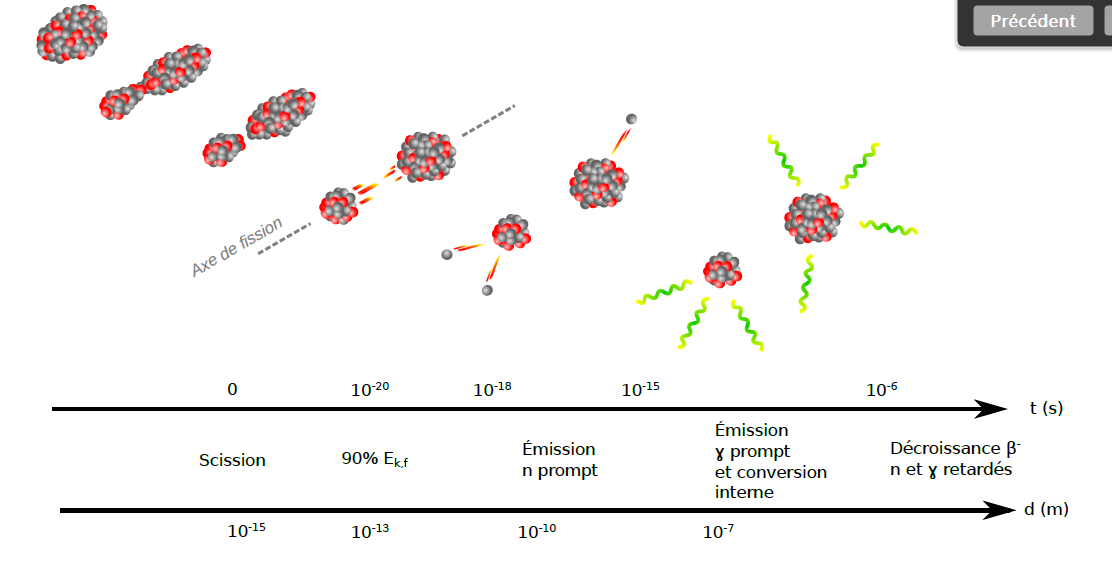 Précédent
Axe de fission
0
10⁻²⁰
10⁻¹⁸
10⁻¹⁵
10⁻⁶
t (s)
Scission
90% Eₖ,f
Émission
n prompt
Émission
ɣ prompt
et conversion
interne
Décroissance β⁻
n et ɣ retardés
d (m)
10⁻¹⁵
10⁻¹³
10⁻¹⁰
10⁻⁷